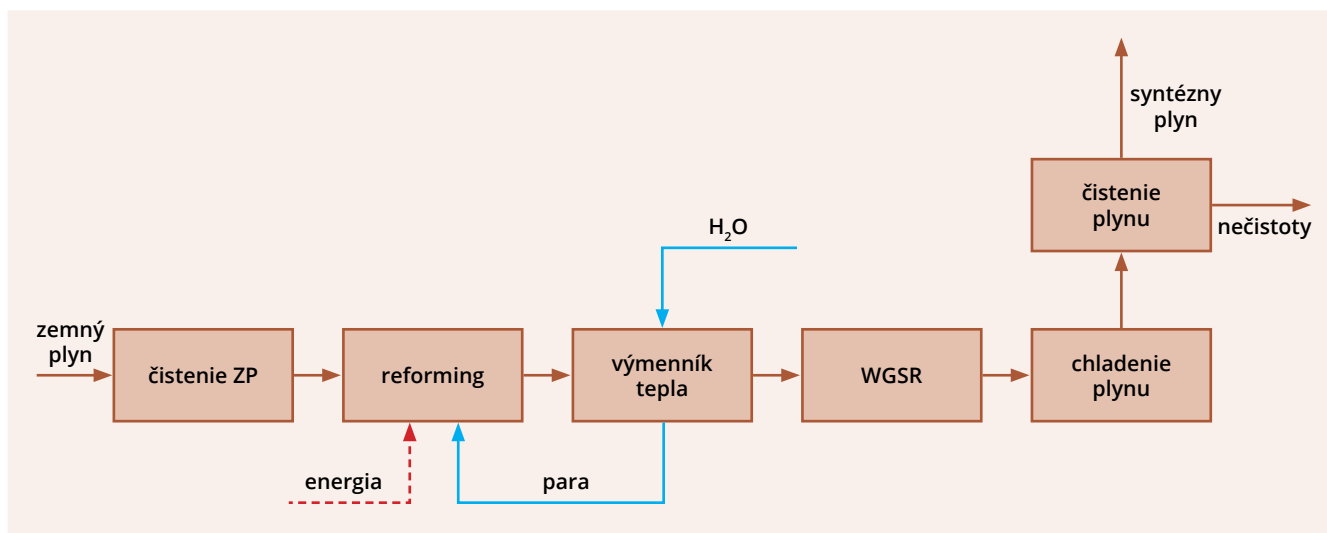 syntézny
plyn
čistenie
plynu
nečistoty
H₂O
zemný
plyn
čistenie ZP
reforming
výmenník
tepla
WGSR
chladenie
plynu
energia
para